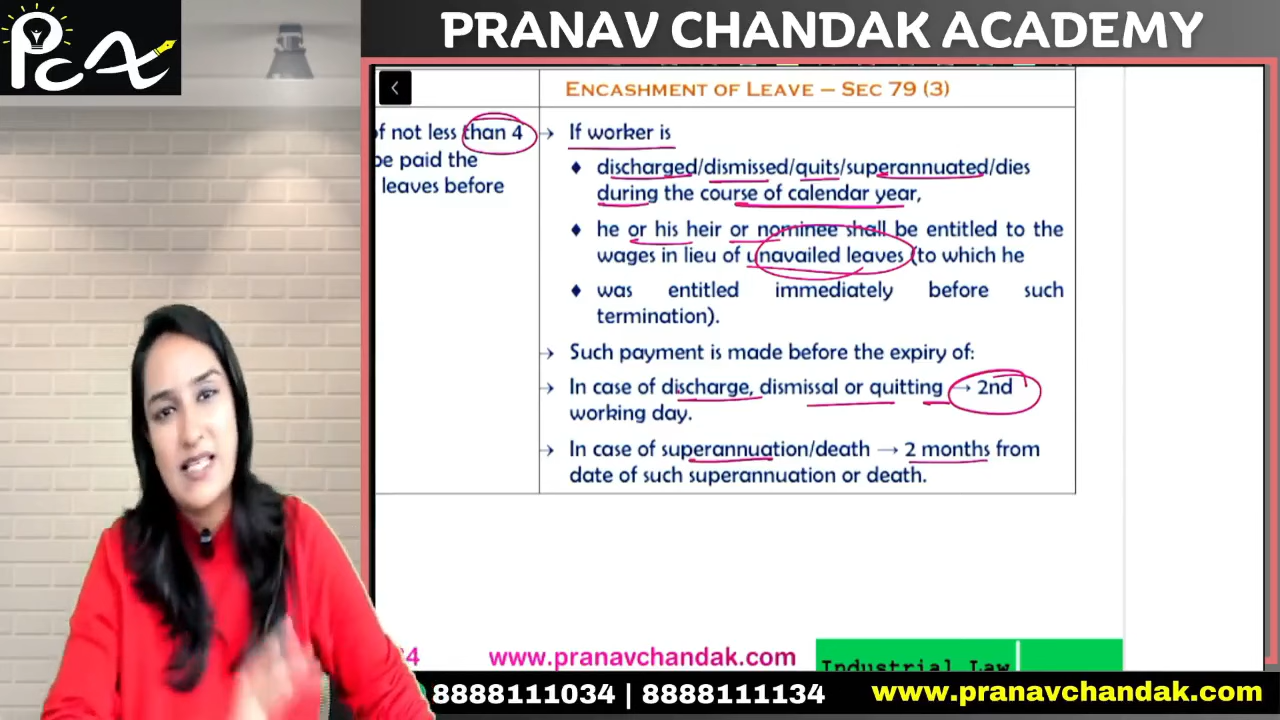 PCA
PRANAV CHANDAK ACADEMY
ENCASHMENT OF LEAVE – SEC 79 (3)
of not less than 4
be paid the
leaves before
→ If worker is
♦ discharged/dismissed/quits/superannuated/dies
during the course of calendar year,
♦ he or his heir or nominee shall be entitled to the
wages in lieu of unavailed leaves (to which he
♦ was entitled immediately before such
termination).
→ Such payment is made before the expiry of:
→ In case of discharge, dismissal or quitting → 2nd
working day.
→ In case of superannuation/death → 2 months from
date of such superannuation or death.
www.pranavchandak.com
Industrial Law
8888111034 | 8888111134
www.pranavchandak.com